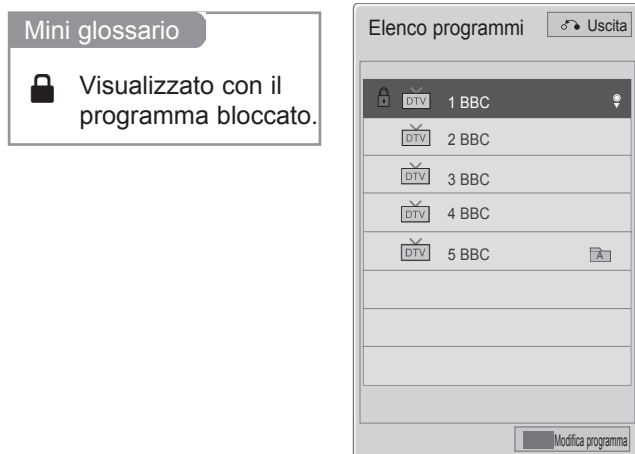 Mini glossario
Visualizzato con il
programma bloccato.
Elenco programmi
Uscita
DTV 1 BBC
DTV 2 BBC
DTV 3 BBC
DTV 4 BBC
DTV 5 BBC A
Modifica programma